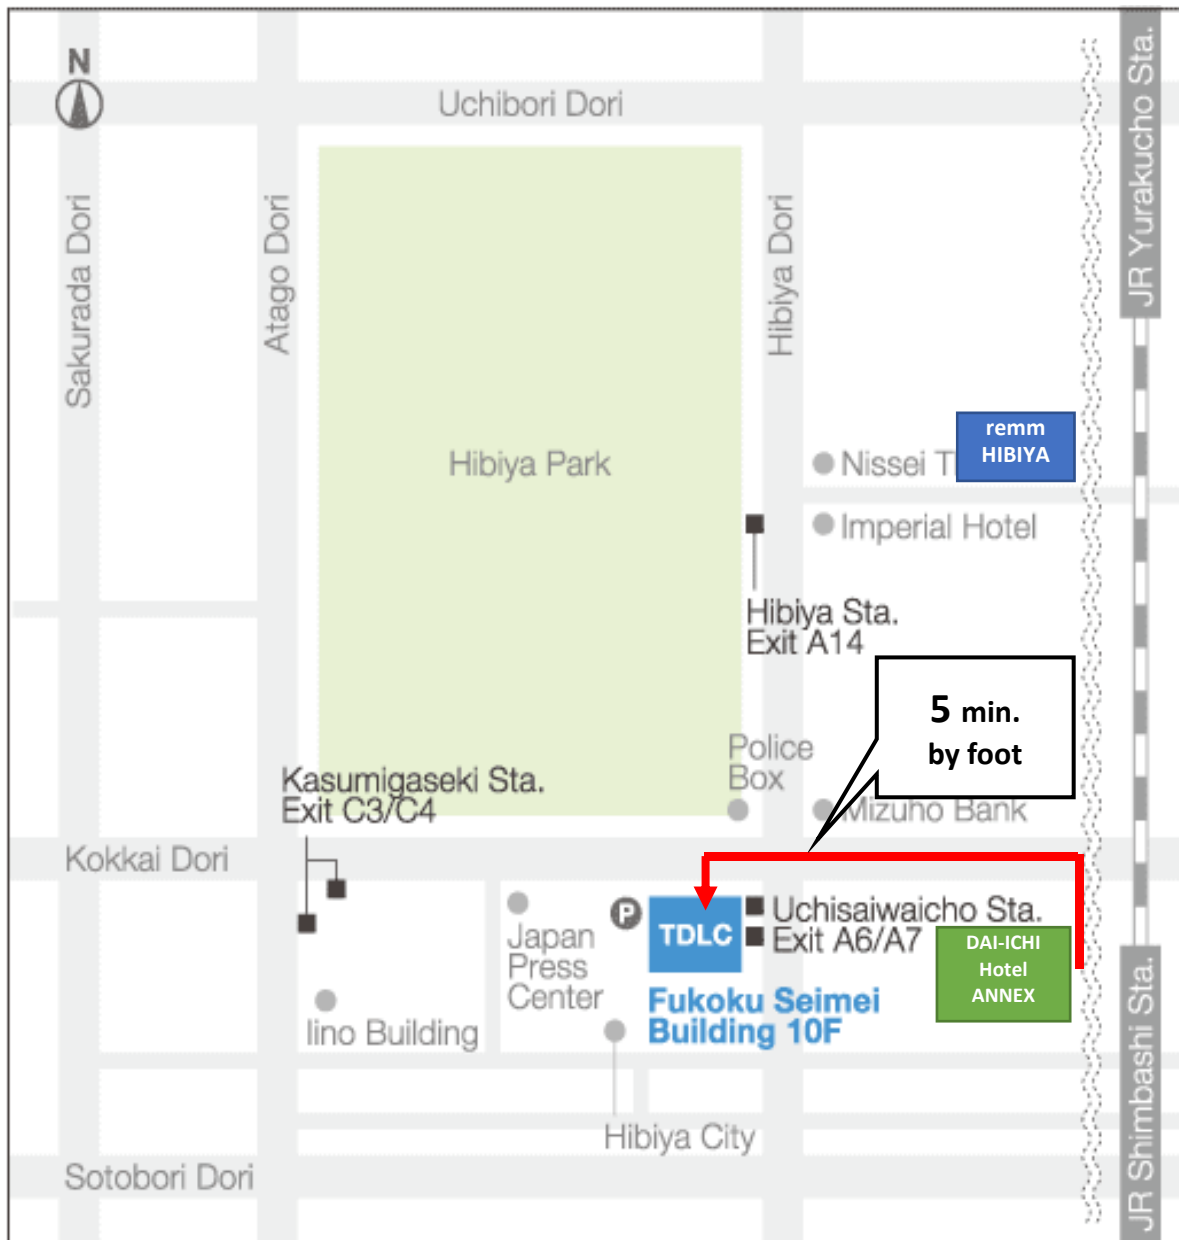 N
Uchibori Dori
JR Yurakucho Sta.
Sakurada Dori
Atago Dori
Hibiya Dori
remm
HIBIYA
Hibiya Park
Nissei
Imperial Hotel
Hibiya Sta.
Exit A14
5 min.
by foot
Police
Box
Kasumigaseki Sta.
Exit C3/C4
Mizuho Bank
Kokkai Dori
P
TDLC
Uchisaiwaicho Sta.
Exit A6/A7
Japan
Press
Center
DAI-ICHI
Hotel
ANNEX
Fukoku Seimei
Building 10F
Iino Building
Hibiya City
JR Shimbashi Sta.
Sotobori Dori